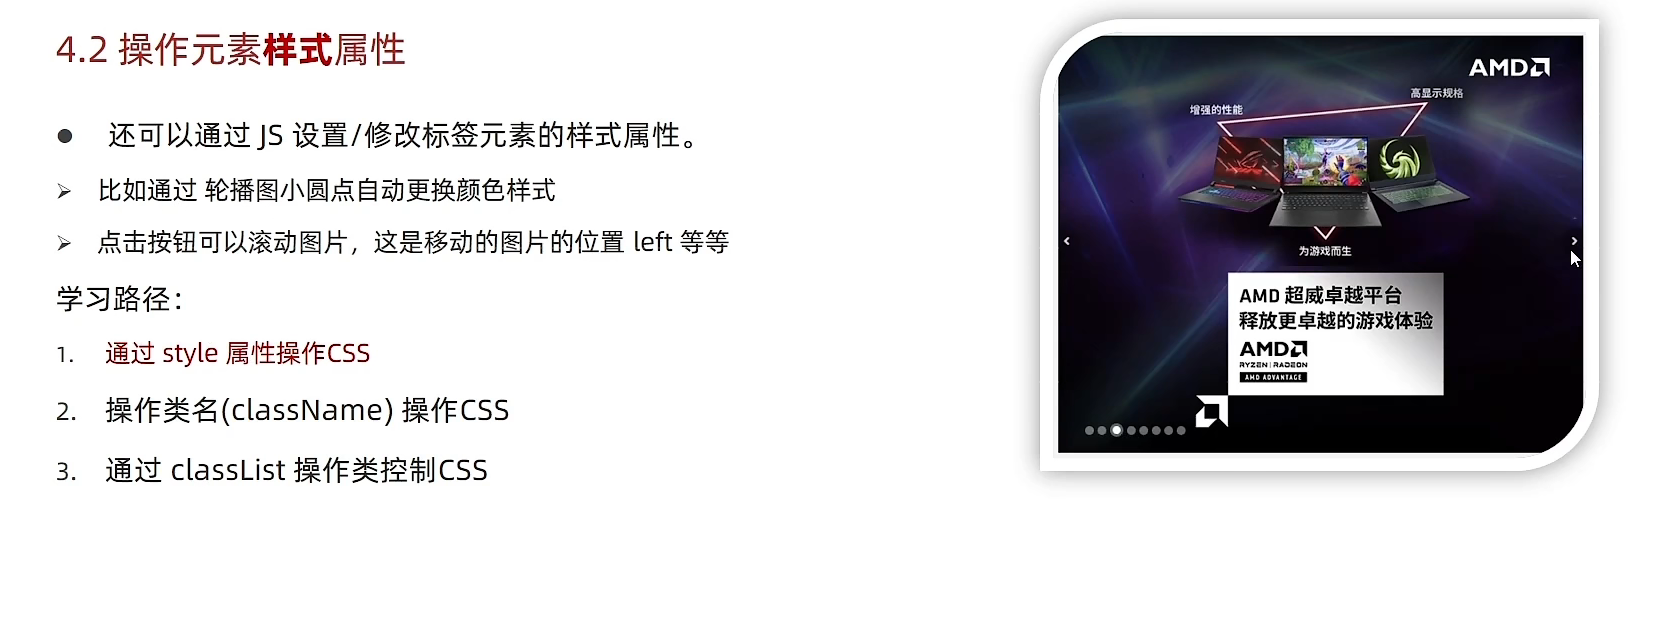 4.2 操作元素样式属性
● 还可以通过 JS 设置/修改标签元素的样式属性。
➢ 比如通过 轮播图小圆点自动更换颜色样式
➢ 点击按钮可以滚动图片，这是移动的图片的位置 left 等等
学习路径：
1. 通过 style 属性操作CSS
2. 操作类名(className) 操作CSS
3. 通过 classList 操作类控制CSS
AMD
高显示规格
增强的性能
为游戏而生
AMD 超威卓越平台
释放更卓越的游戏体验
AMD
RYZEN | RADEON
AMD ADVANTAGE